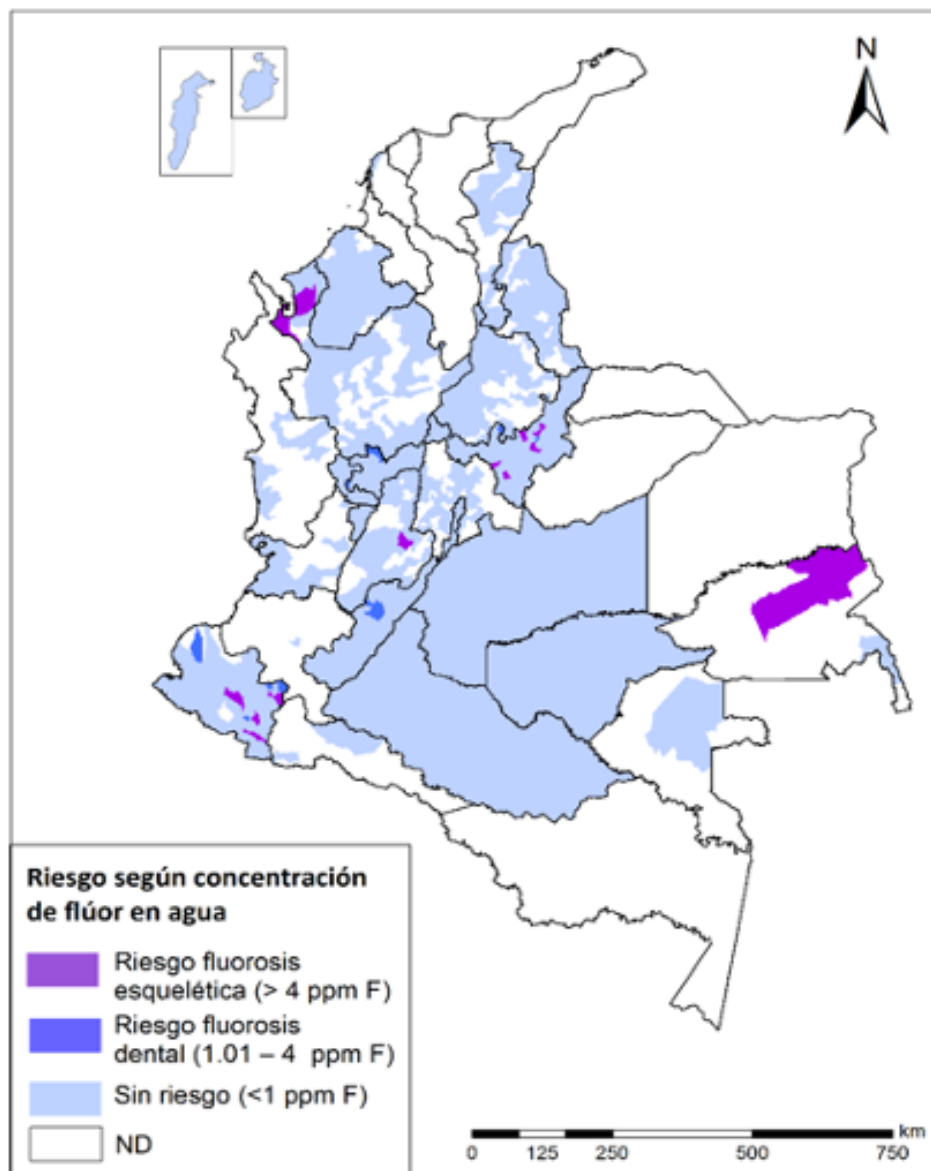 N
Riesgo según concentración
de flúor en agua
Riesgo fluorosis
esquelética (> 4 ppm F)
Riesgo fluorosis
dental (1.01 – 4 ppm F)
Sin riesgo (<1 ppm F)
ND
km
0 125 250 500 750